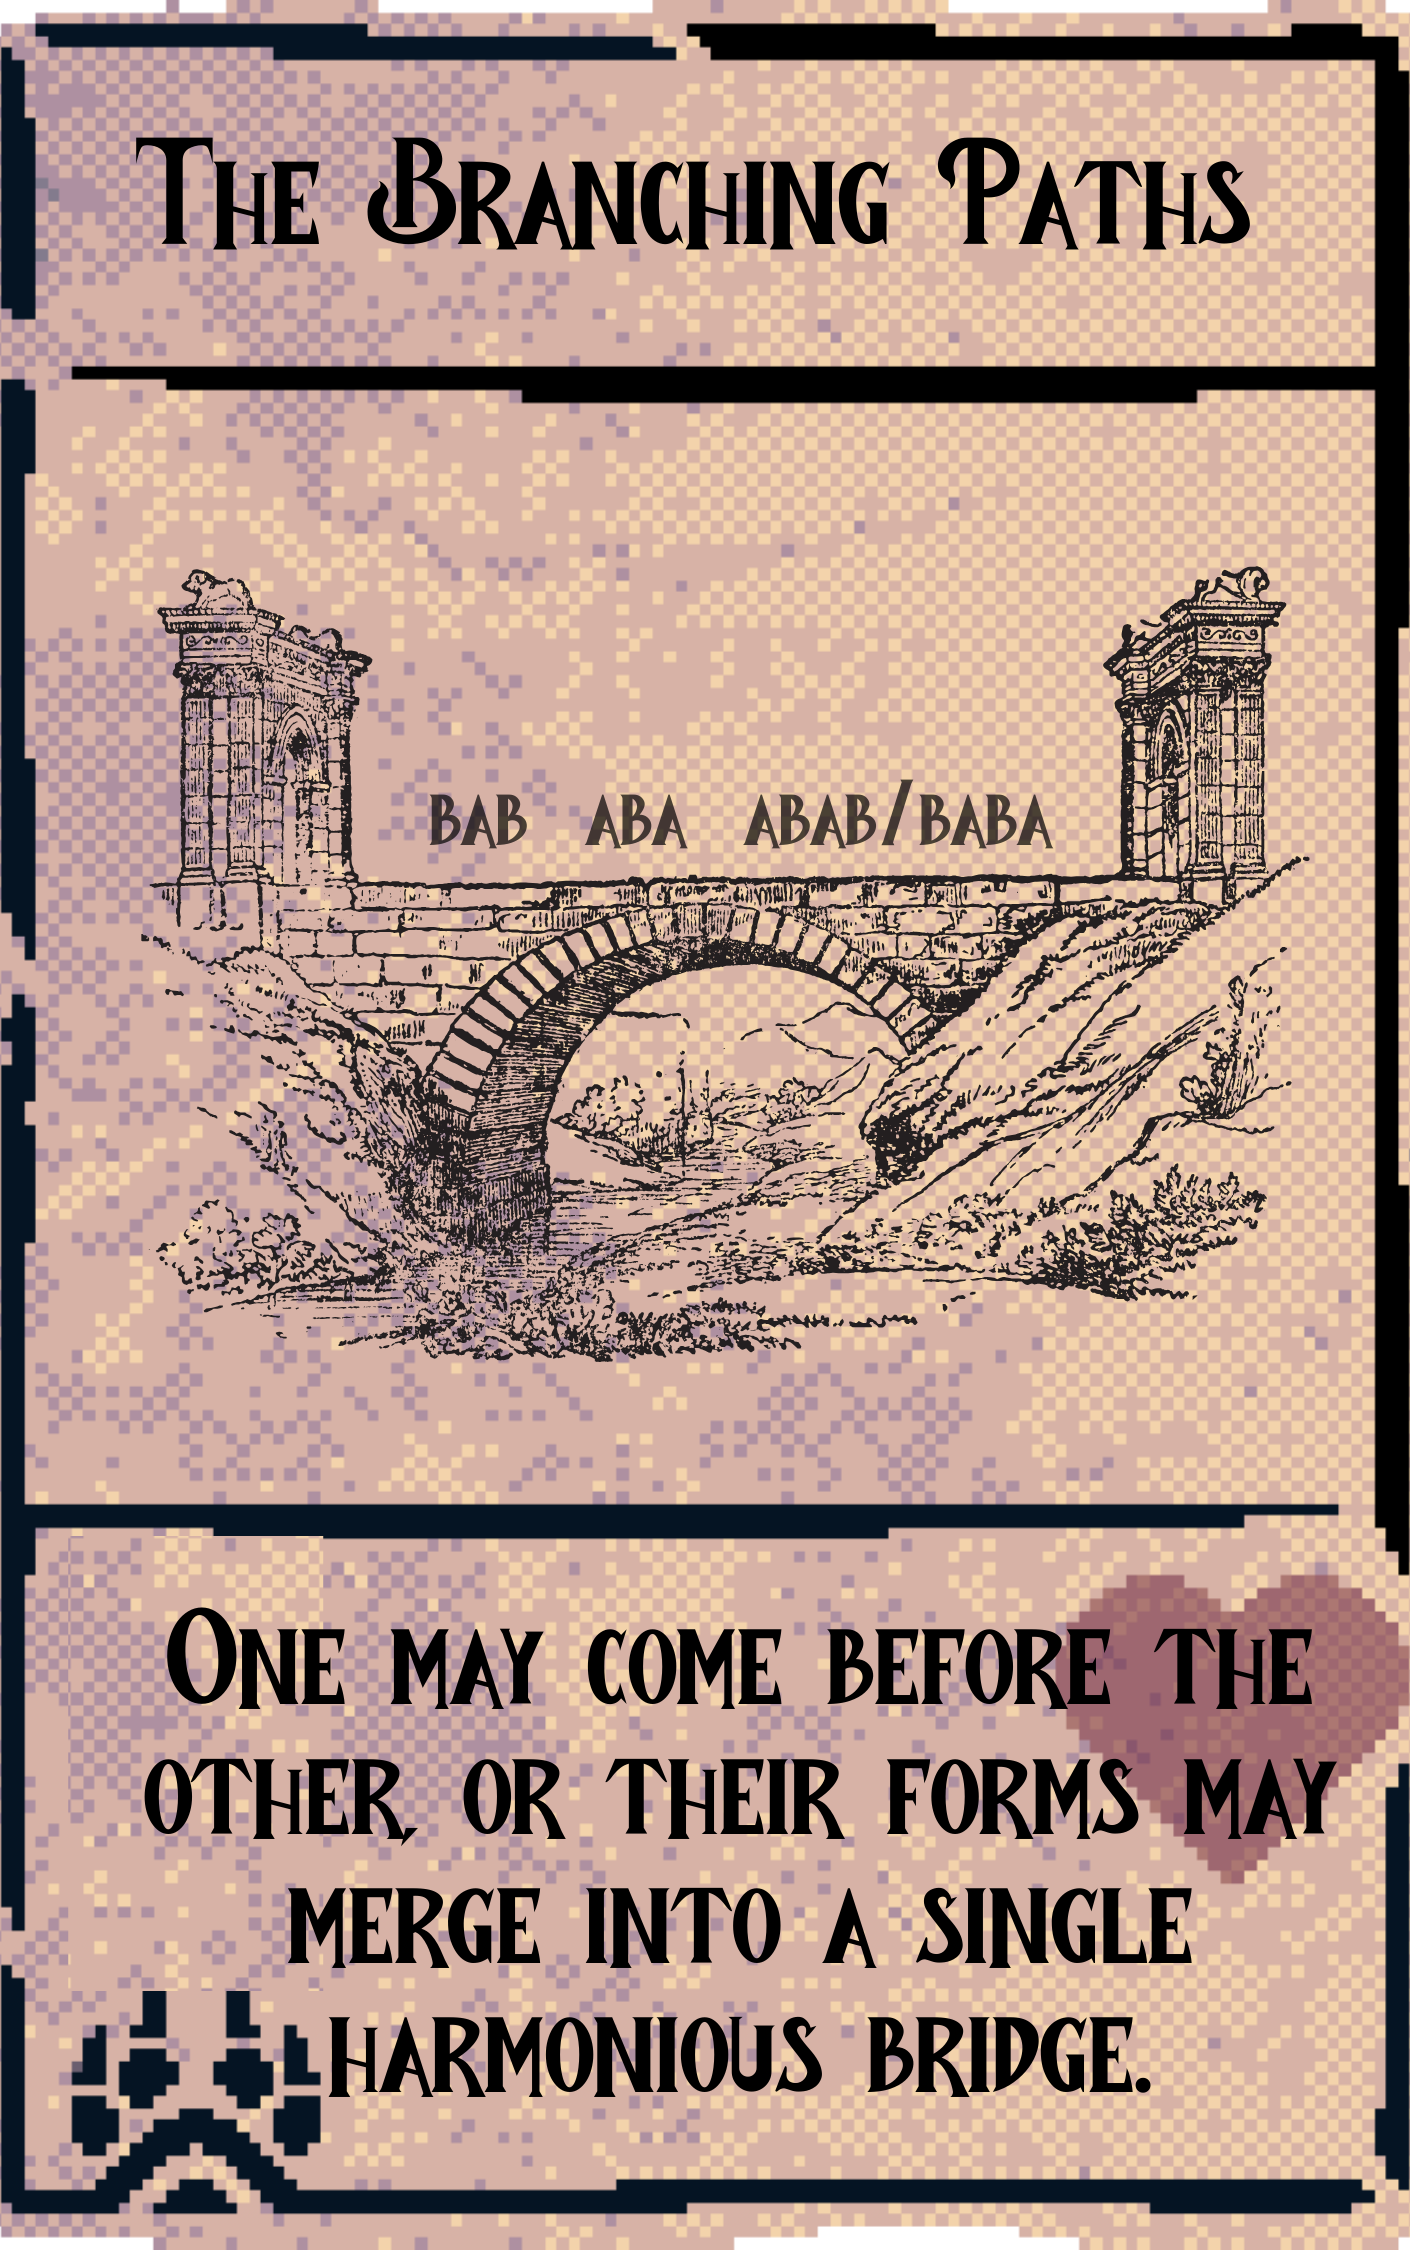 The Branching Paths
BAB ABA ABAB/BABA
One may come before the
other, or their forms may
merge into a single
harmonious bridge.